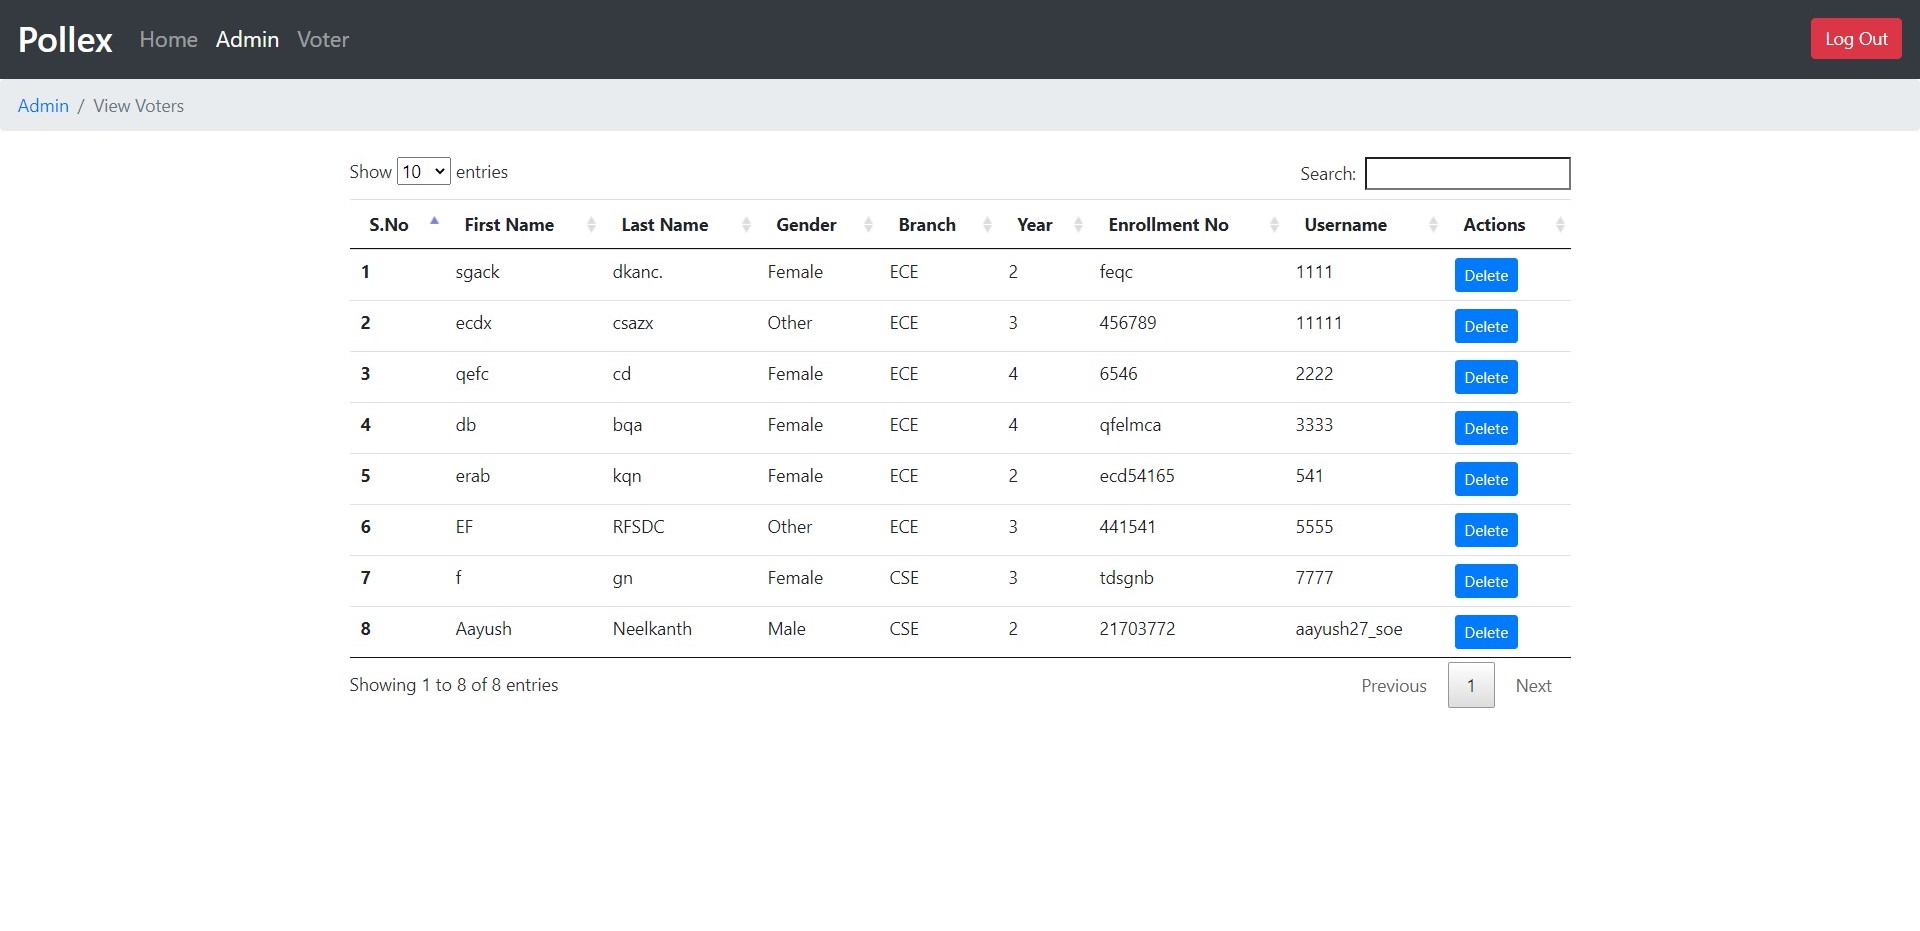 Pollex Home Admin Voter Log Out
Admin / View Voters
Show 10 entries Search:
S.No First Name Last Name Gender Branch Year Enrollment No Username Actions
1 sgack dkanc. Female ECE 2 feqc 1111 Delete
2 ecdx csazx Other ECE 3 456789 11111 Delete
3 qefc cd Female ECE 4 6546 2222 Delete
4 db bqa Female ECE 4 qfelmca 3333 Delete
5 erab kqn Female ECE 2 ecd54165 541 Delete
6 EF RFSDC Other ECE 3 441541 5555 Delete
7 f gn Female CSE 3 tdsgnb 7777 Delete
8 Aayush Neelkanth Male CSE 2 21703772 aayush27_soe Delete
Showing 1 to 8 of 8 entries Previous 1 Next